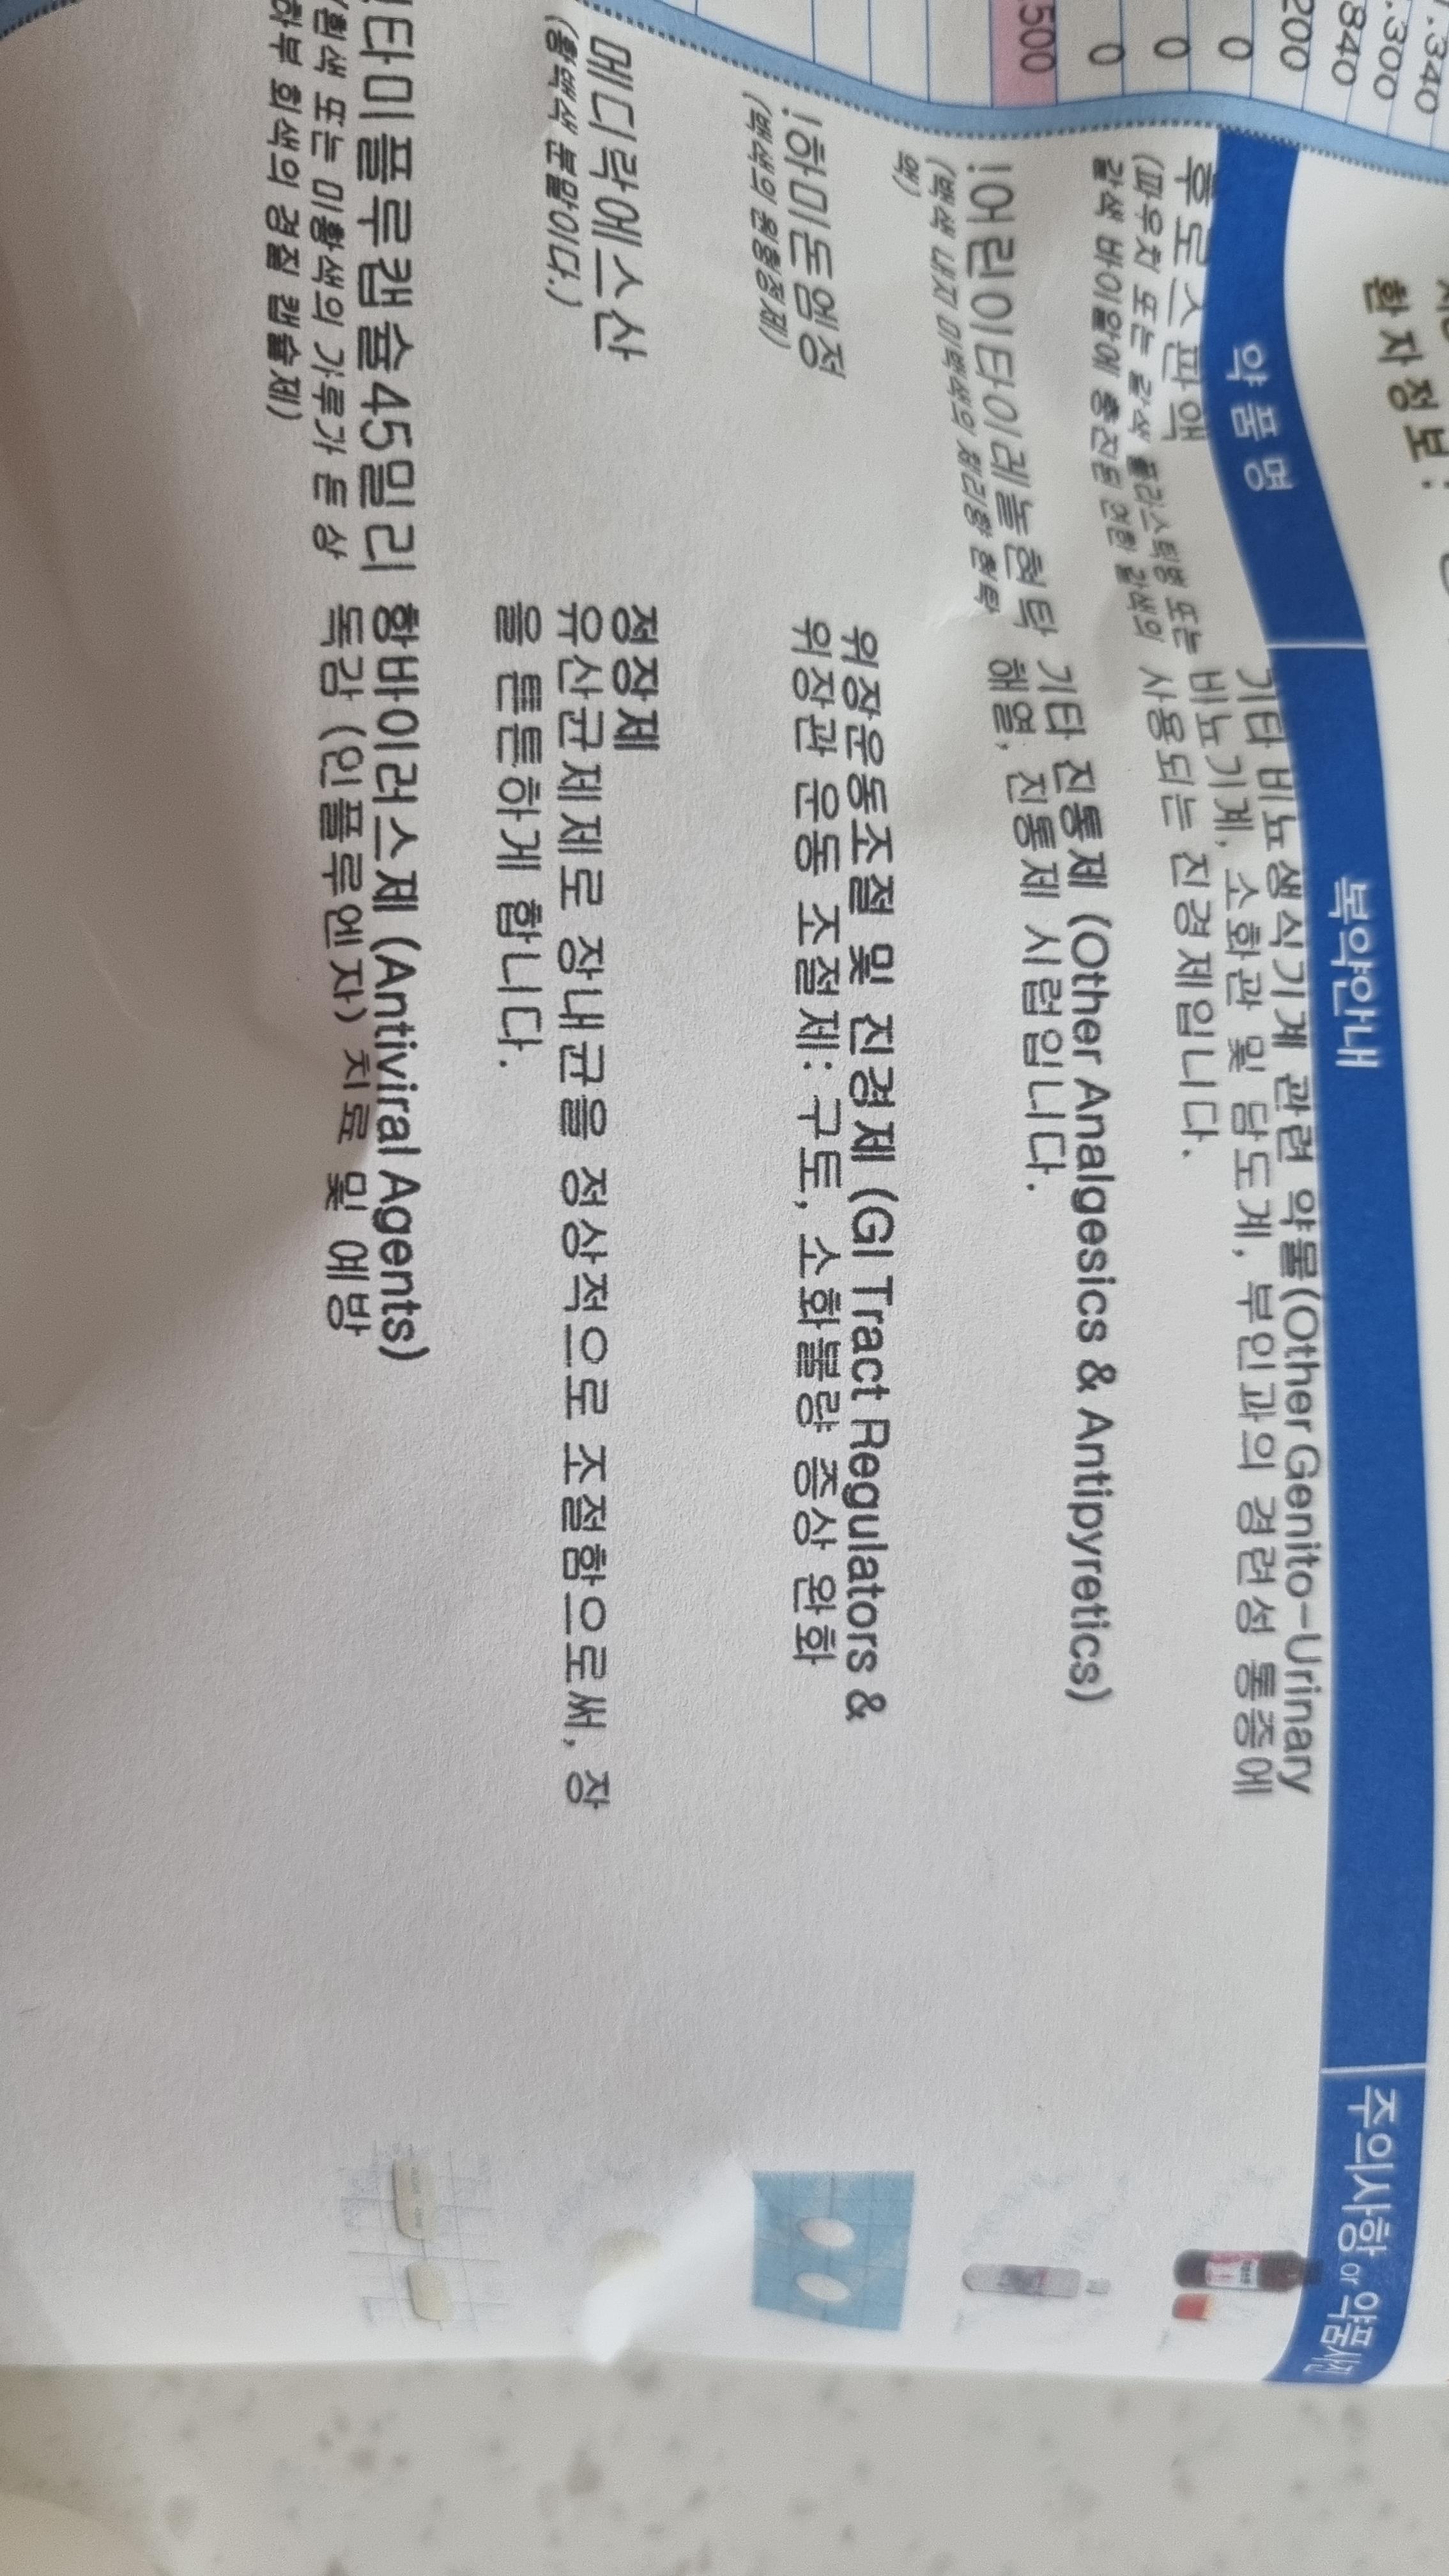 7.340
.300
840
200
0
0
0
500
환자정보:
약품명
복약안내
주의사항 or 약품사진
후로스판액
(파우치 또는 갈색 플라스틱병 또는
갈색 바이알에 충진된 연한 갈색의
기타 비뇨생식기계 관련 약물(Other Genito-Urinary
비뇨기계, 소화관 및 담도계, 부인과의 경련성 통증에
사용되는 진경제입니다.
!어린이타이레놀현탁
(백색 내지 미백색의 체리향 현탁
액)
기타 진통제 (Other Analgesics & Antipyretics)
해열, 진통제 시럽입니다.
!하미돈엠정
(백색의 원형정제)
위장운동조절 및 진경제 (GI Tract Regulators &
위장관 운동 조절제: 구토, 소화불량 증상 완화
메디락에스산
(황백색 분말이다.)
정장제
유산균제제로 장내균을 정상적으로 조절함으로써, 장
을 튼튼하게 합니다.
타미플루캡슐45밀리
흰색 또는 미황색의 가루가 든 상
하부 회색의 경질 캡슐제)
항바이러스제 (Antiviral Agents)
독감 (인플루엔자) 치료 및 예방